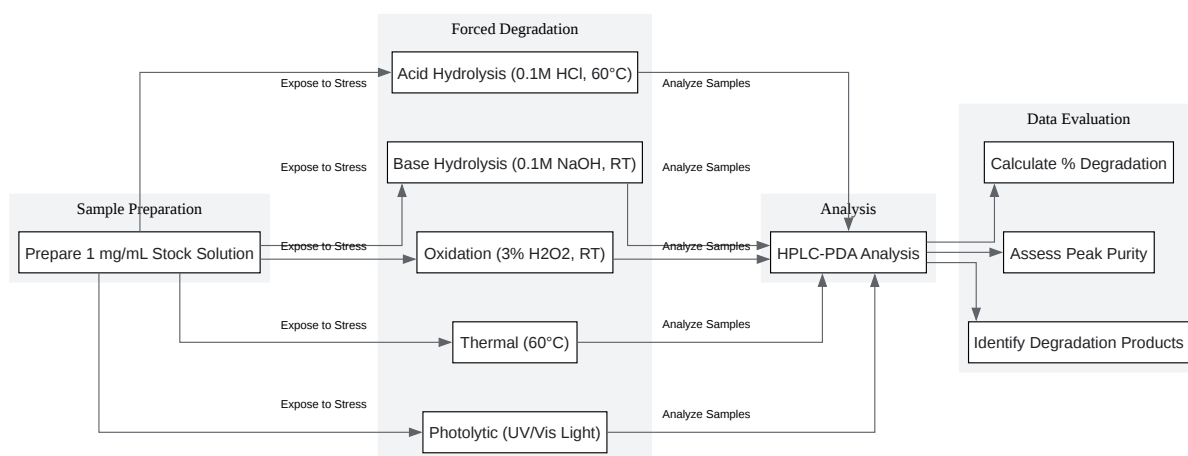 Forced Degradation
Acid Hydrolysis (0.1M HCl, 60°C)
Expose to Stress
Analyze Samples
Data Evaluation
Expose to Stress
Base Hydrolysis (0.1M NaOH, RT)
Analyze Samples
Calculate % Degradation
Sample Preparation
Analysis
Prepare 1 mg/mL Stock Solution
Expose to Stress
Oxidation (3% H2O2, RT)
Analyze Samples
HPLC-PDA Analysis
Assess Peak Purity
Expose to Stress
Thermal (60°C)
Analyze Samples
Identify Degradation Products
Expose to Stress
Photolytic (UV/Vis Light)
Analyze Samples